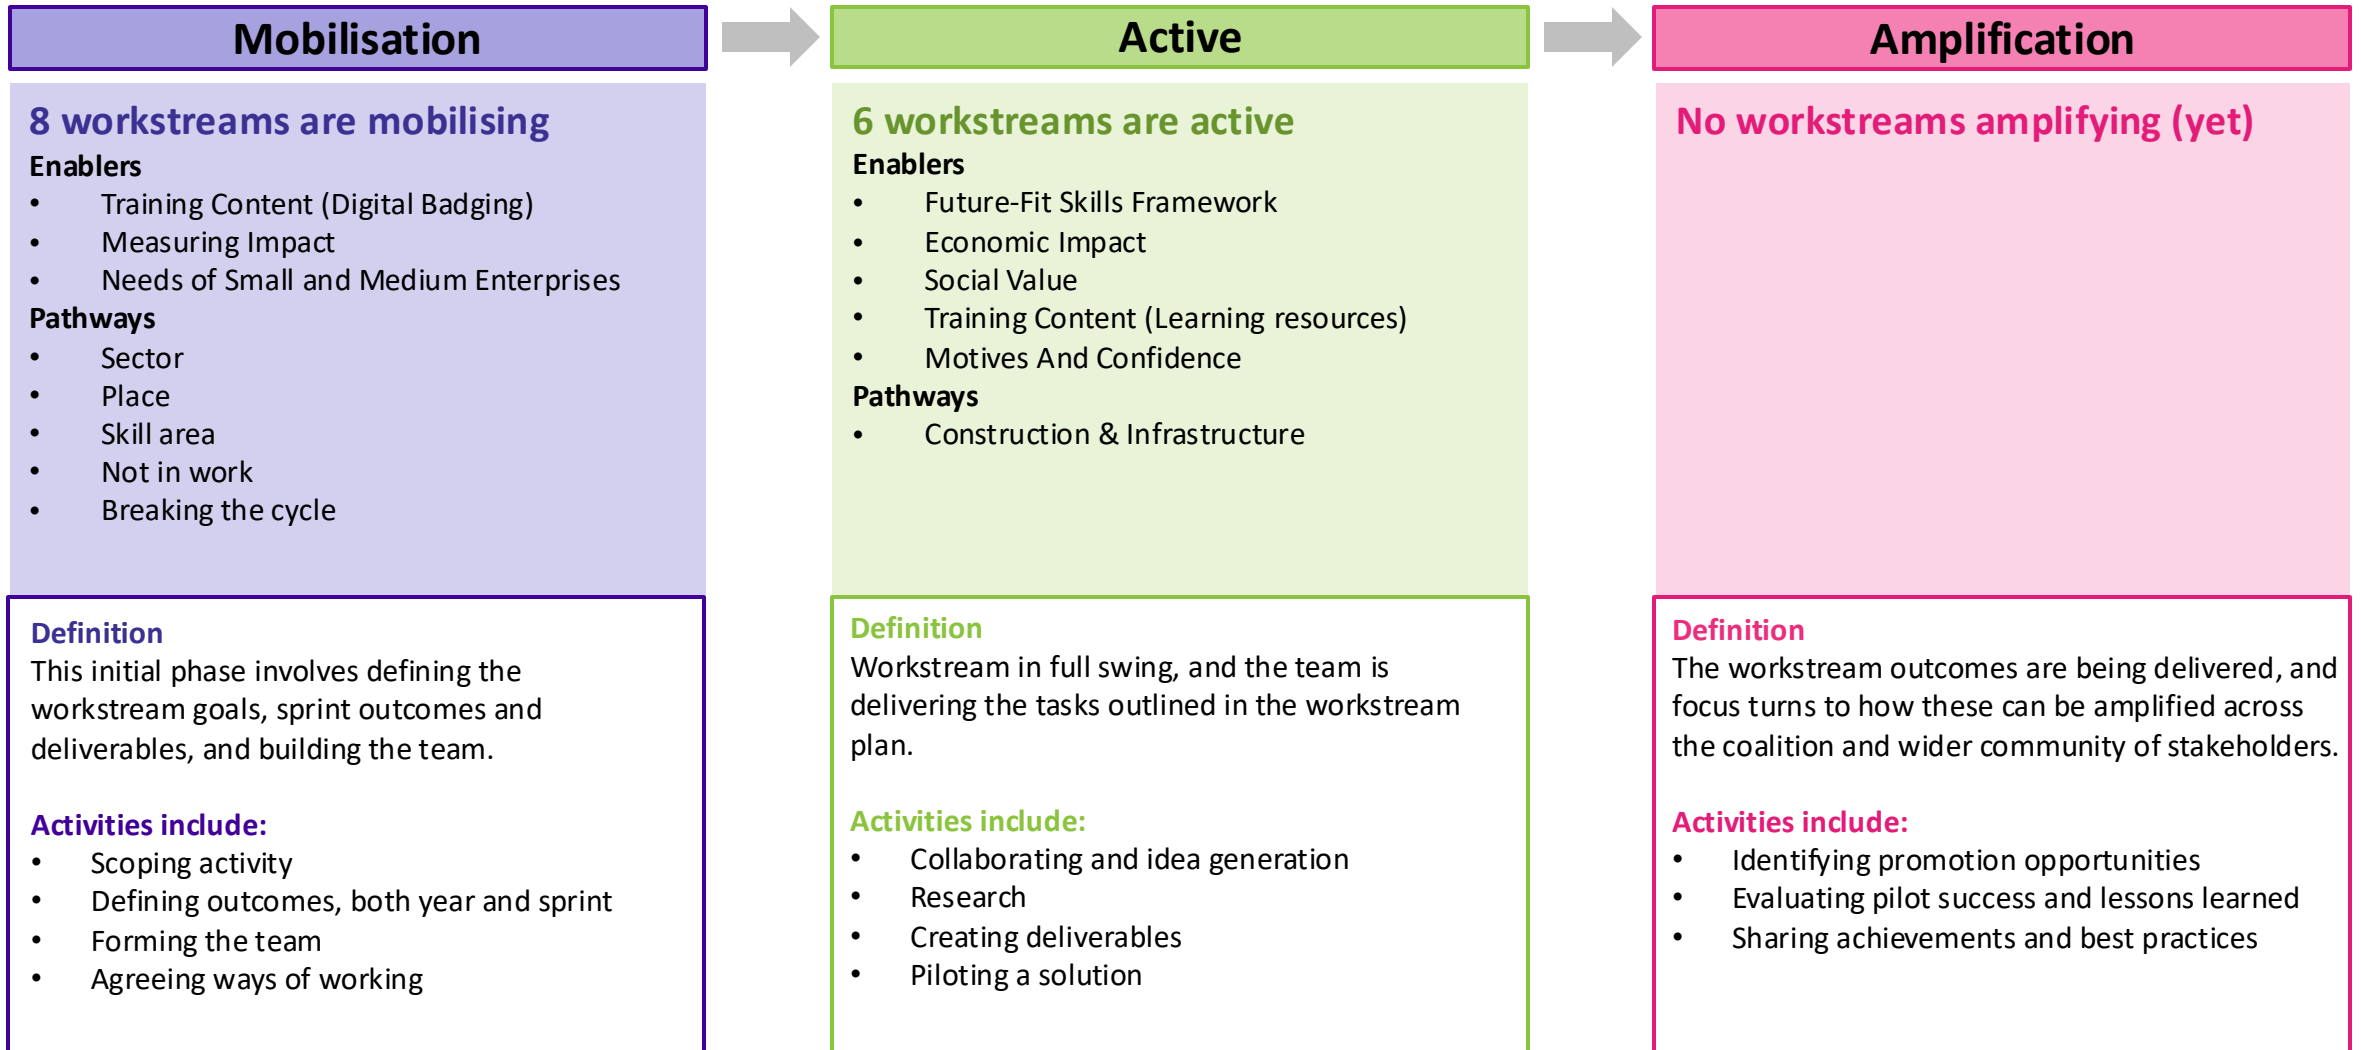 Mobilisation
8 workstreams are mobilising
Enablers
• Training Content (Digital Badging)
• Measuring Impact
• Needs of Small and Medium Enterprises
Pathways
• Sector
• Place
• Skill area
• Not in work
• Breaking the cycle
Definition
This initial phase involves defining the
workstream goals, sprint outcomes and
deliverables, and building the team.
Activities include:
• Scoping activity
• Defining outcomes, both year and sprint
• Forming the team
• Agreeing ways of working
Active
6 workstreams are active
Enablers
• Future-Fit Skills Framework
• Economic Impact
• Social Value
• Training Content (Learning resources)
• Motives And Confidence
Pathways
• Construction & Infrastructure
Definition
Workstream in full swing, and the team is
delivering the tasks outlined in the workstream
plan.
Activities include:
• Collaborating and idea generation
• Research
• Creating deliverables
• Piloting a solution
Amplification
No workstreams amplifying (yet)
Definition
The workstream outcomes are being delivered, and
focus turns to how these can be amplified across
the coalition and wider community of stakeholders.
Activities include:
• Identifying promotion opportunities
• Evaluating pilot success and lessons learned
• Sharing achievements and best practices